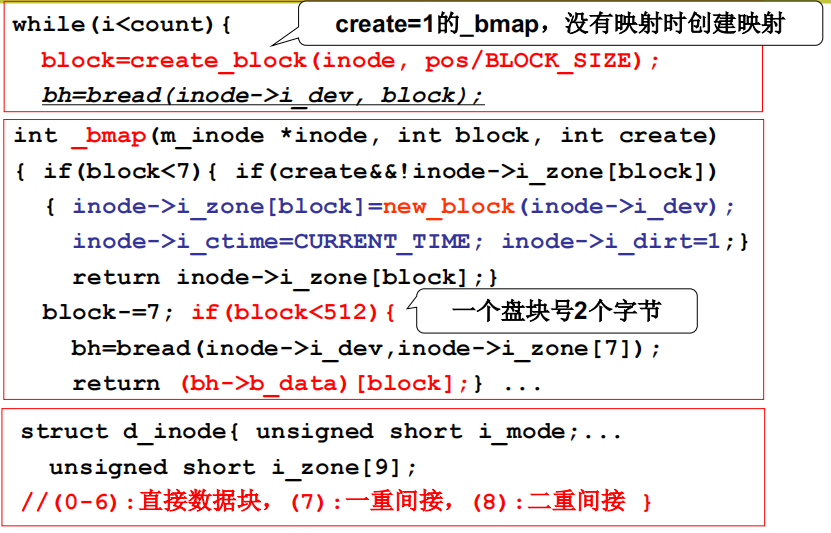 while(i<count){
create=1的_bmap，没有映射时创建映射
block=create_block(inode, pos/BLOCK_SIZE);
bh=bread(inode->i_dev, block);
int _bmap(m_inode *inode, int block, int create)
{ if(block<7){ if(create&&!inode->i_zone[block])
{ inode->i_zone[block]=new_block(inode->i_dev);
inode->i_ctime=CURRENT_TIME; inode->i_dirt=1;}
return inode->i_zone[block];}
block-=7; if(block<512){
一个盘块号2个字节
bh=bread(inode->i_dev,inode->i_zone[7]);
return (bh->b_data)[block];} ...
struct d_inode{ unsigned short i_mode;...
unsigned short i_zone[9];
//(0-6):直接数据块，(7):一重间接，(8):二重间接 }